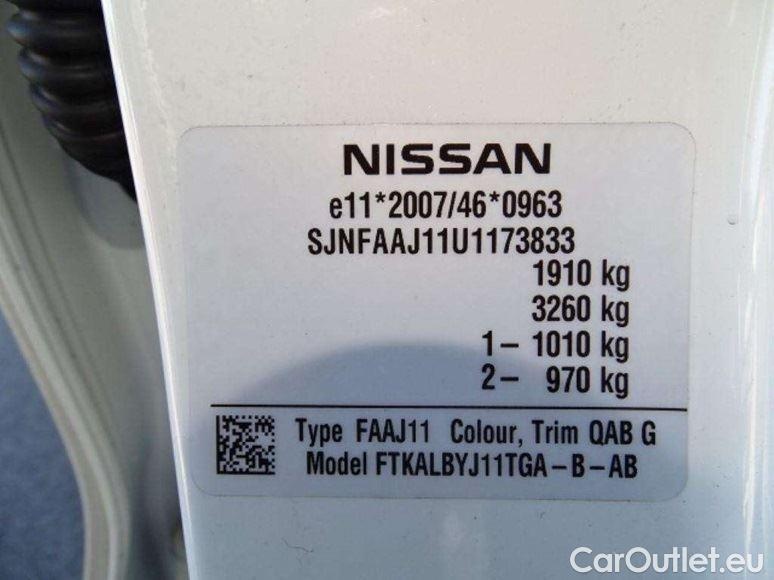 NISSAN
e11*2007/46*0963
SJNFAAJ11U1173833
1910 kg
3260 kg
1– 1010 kg
2– 970 kg
Type FAAJ11 Colour, Trim QAB G
Model FTKALBYJ11TGA–B–AB
CarOutlet.eu